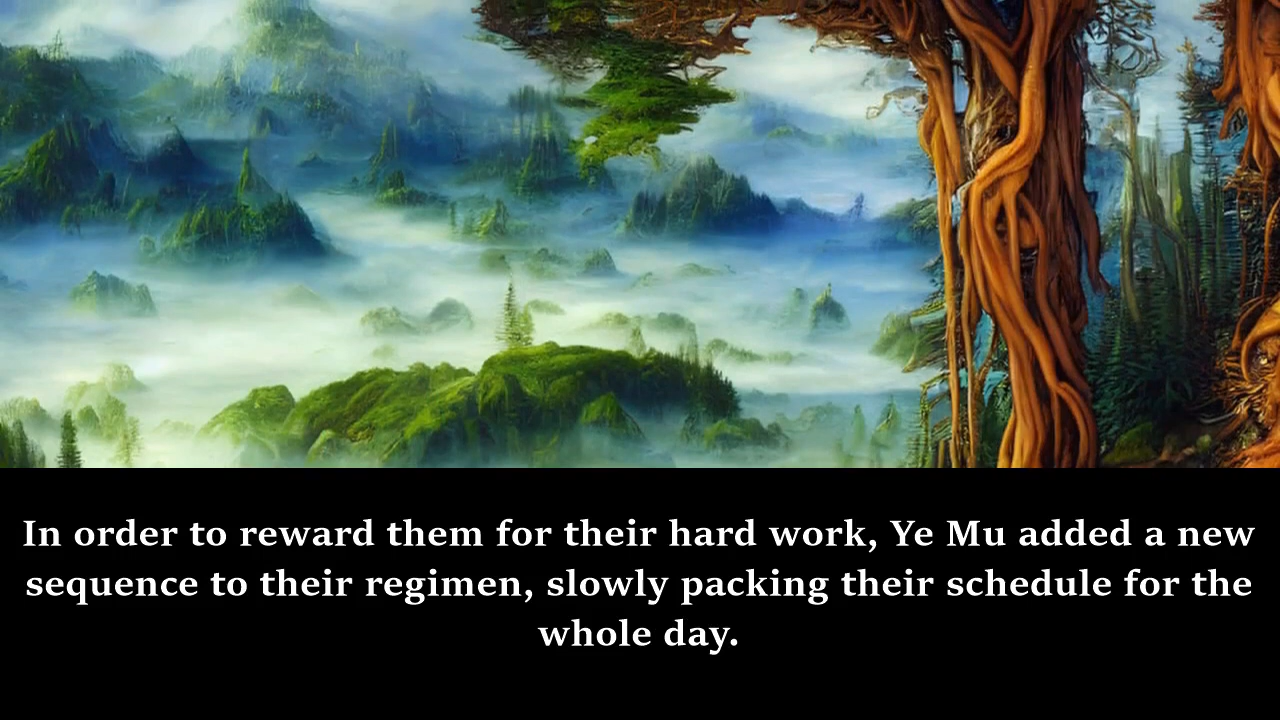 In order to reward them for their hard work, Ye Mu added a new
sequence to their regimen, slowly packing their schedule for the
whole day.